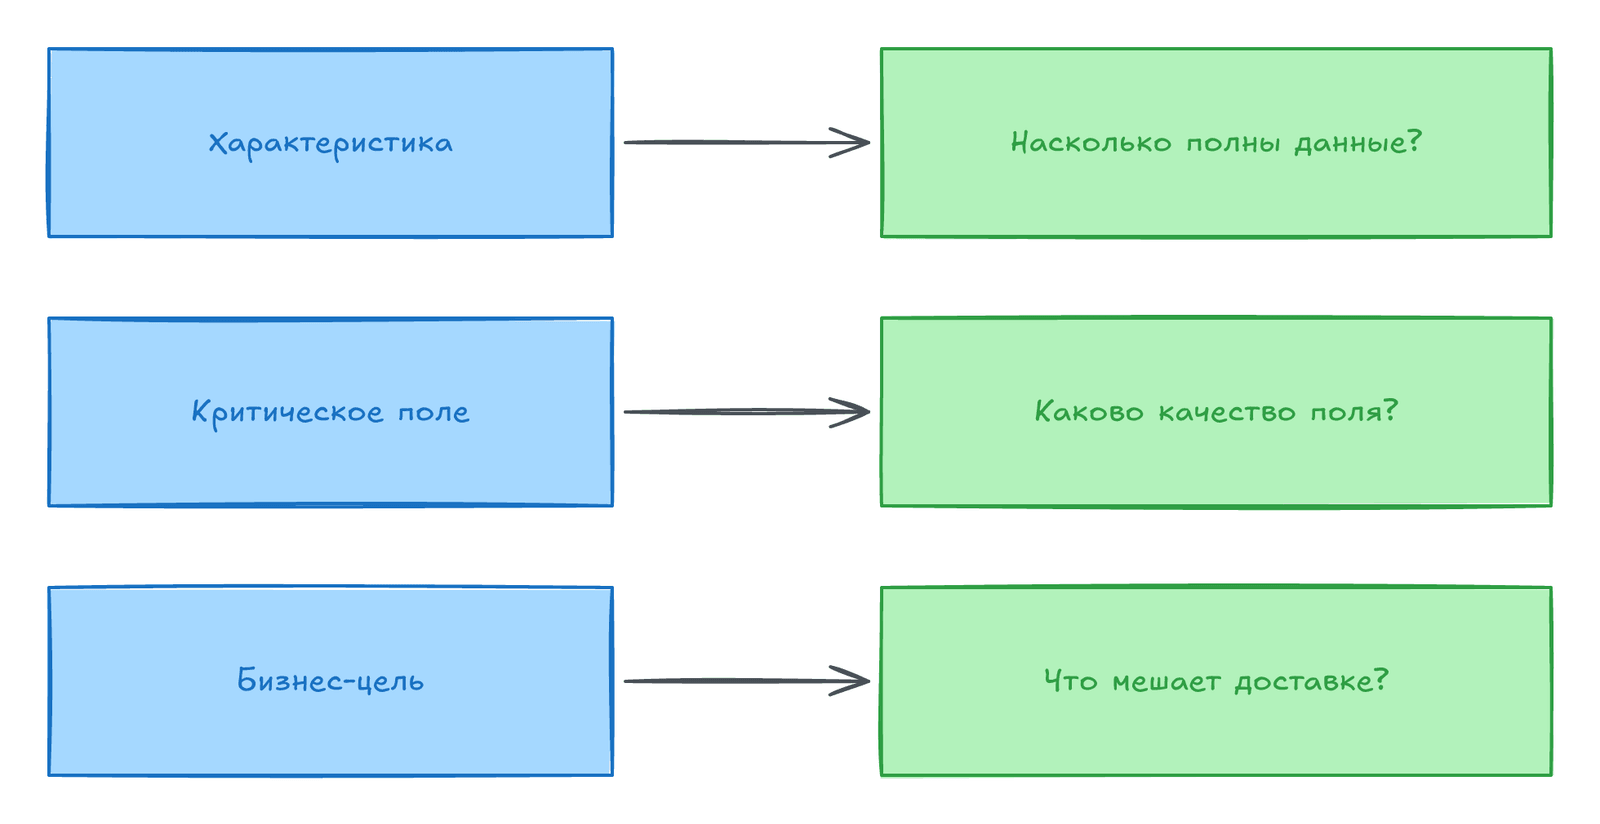 Характеристика
Насколько полны данные?
Критическое поле
Каково качество поля?
Бизнес-цель
Что мешает доставке?